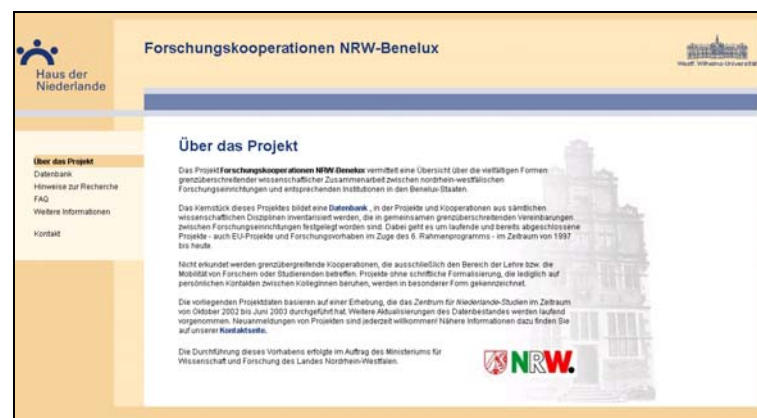 Haus der
Niederlande
Forschungskooperationen NRW-Benelux
Westf. Wilhelms-Universität
Über das Projekt
Datenbank
Hinweise zur Recherche
FAQ
Weitere Informationen
Kontakt
Über das Projekt
Das Projekt Forschungskooperationen NRW-Benelux vermittelt eine Übersicht über die vielfältigen Formen
grenzüberschreitender wissenschaftlicher Zusammenarbeit zwischen nordrhein-westfälischen
Forschungseinrichtungen und entsprechenden Institutionen in den Benelux-Staaten.
Das Kernstück dieses Projektes bildet eine Datenbank , in der Projekte und Kooperationen aus sämtlichen
wissenschaftlichen Disziplinen inventarisiert werden, die in gemeinsamen grenzüberschreitenden Vereinbarungen
zwischen Forschungseinrichtungen festgelegt worden sind. Dabei geht es um laufende und bereits abgeschlossene
Projekte - auch EU-Projekte und Forschungsvorhaben im Zuge des 6. Rahmenprogramms - im Zeitraum von 1997
bis heute.
Nicht erkundet werden grenzübergreifende Kooperationen, die ausschließlich den Bereich der Lehre bzw. die
Mobilität von Forschern oder Studierenden betreffen. Projekte ohne schriftliche Formalisierung, die lediglich auf
persönlichen Kontakten zwischen KollegInnen beruhen, werden in besonderer Form gekennzeichnet.
Die vorliegenden Projektdaten basieren auf einer Erhebung, die das Zentrum für Niederlande-Studien im Zeitraum
von Oktober 2002 bis Juni 2003 durchgeführt hat. Weitere Aktualisierungen des Datenbestandes werden laufend
vorgenommen. Neuanmeldungen von Projekten sind jederzeit willkommen! Nähere Informationen dazu finden Sie
auf unserer Kontaktseite.
Die Durchführung dieses Vorhabens erfolgte im Auftrag des Ministeriums für
Wissenschaft und Forschung des Landes Nordrhein-Westfalen.
NRW.